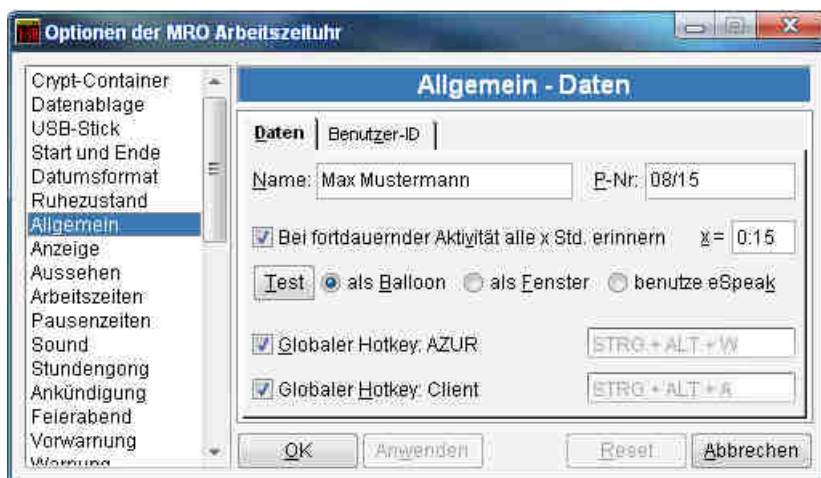 Optionen der MRO Arbeitszeituhr
Crypt-Container
Datenablage
USB-Stick
Start und Ende
Datumsformat
Ruhezustand
Allgemein
Anzeige
Aussehen
Arbeitszeiten
Pausenzeiten
Sound
Stundengong
Ankündigung
Feierabend
Vorwarnung
Warnung
Allgemein - Daten
Daten Benutzer-ID
Name: Max Mustermann P-Nr: 08/15
Bei fortdauernder Aktivität alle x Std. erinnern x = 0:15
Test als Balloon als Fenster benutze eSpeak
Globaler Hotkey: AZUR STRG + ALT + W
Globaler Hotkey: Client STRG + ALT + A
OK Anwenden Reset Abbrechen